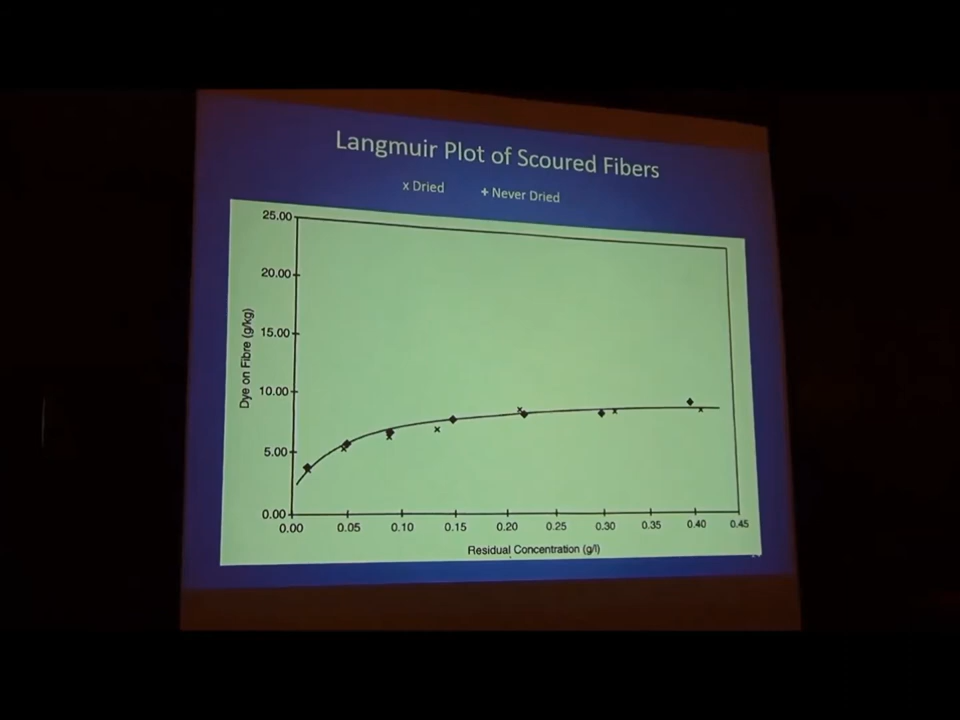 Langmuir Plot of Scoured Fibers
x Dried + Never Dried
25.00
20.00
15.00
10.00
5.00
0.00
Dye on Fibre (g/kg)
0.00 0.05 0.10 0.15 0.20 0.25 0.30 0.35 0.40 0.45
Residual Concentration (g/l)